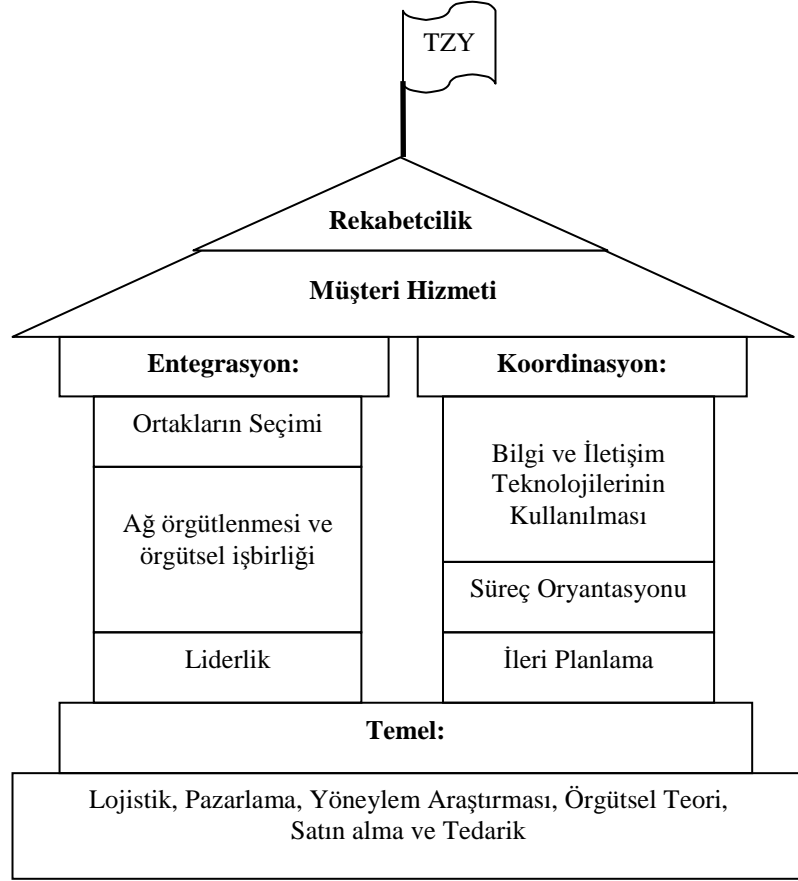 TZY
Rekabetcilik
Müşteri Hizmeti
Entegrasyon:
Ortakların Seçimi
Ağ örgütlenmesi ve
örgütsel işbirliği
Liderlik
Koordinasyon:
Bilgi ve İletişim
Teknolojilerinin
Kullanılması
Süreç Oryantasyonu
İleri Planlama
Temel:
Lojistik, Pazarlama, Yöneylem Araştırması, Örgütsel Teori,
Satın alma ve Tedarik